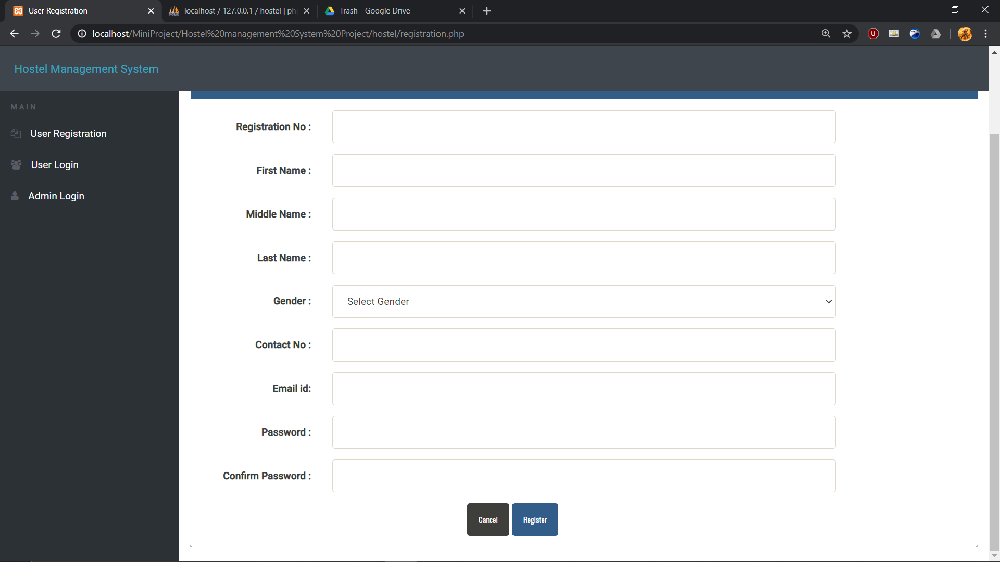 User Registration
localhost / 127.0.0.1 / hostel | ph
Trash - Google Drive
localhost/MiniProject/Hostel%20management%20System%20Project/hostel/registration.php
Hostel Management System
MAIN
User Registration
User Login
Admin Login
Registration No :
First Name :
Middle Name :
Last Name :
Gender :
Select Gender
Contact No :
Email id:
Password :
Confirm Password :
Cancel
Register